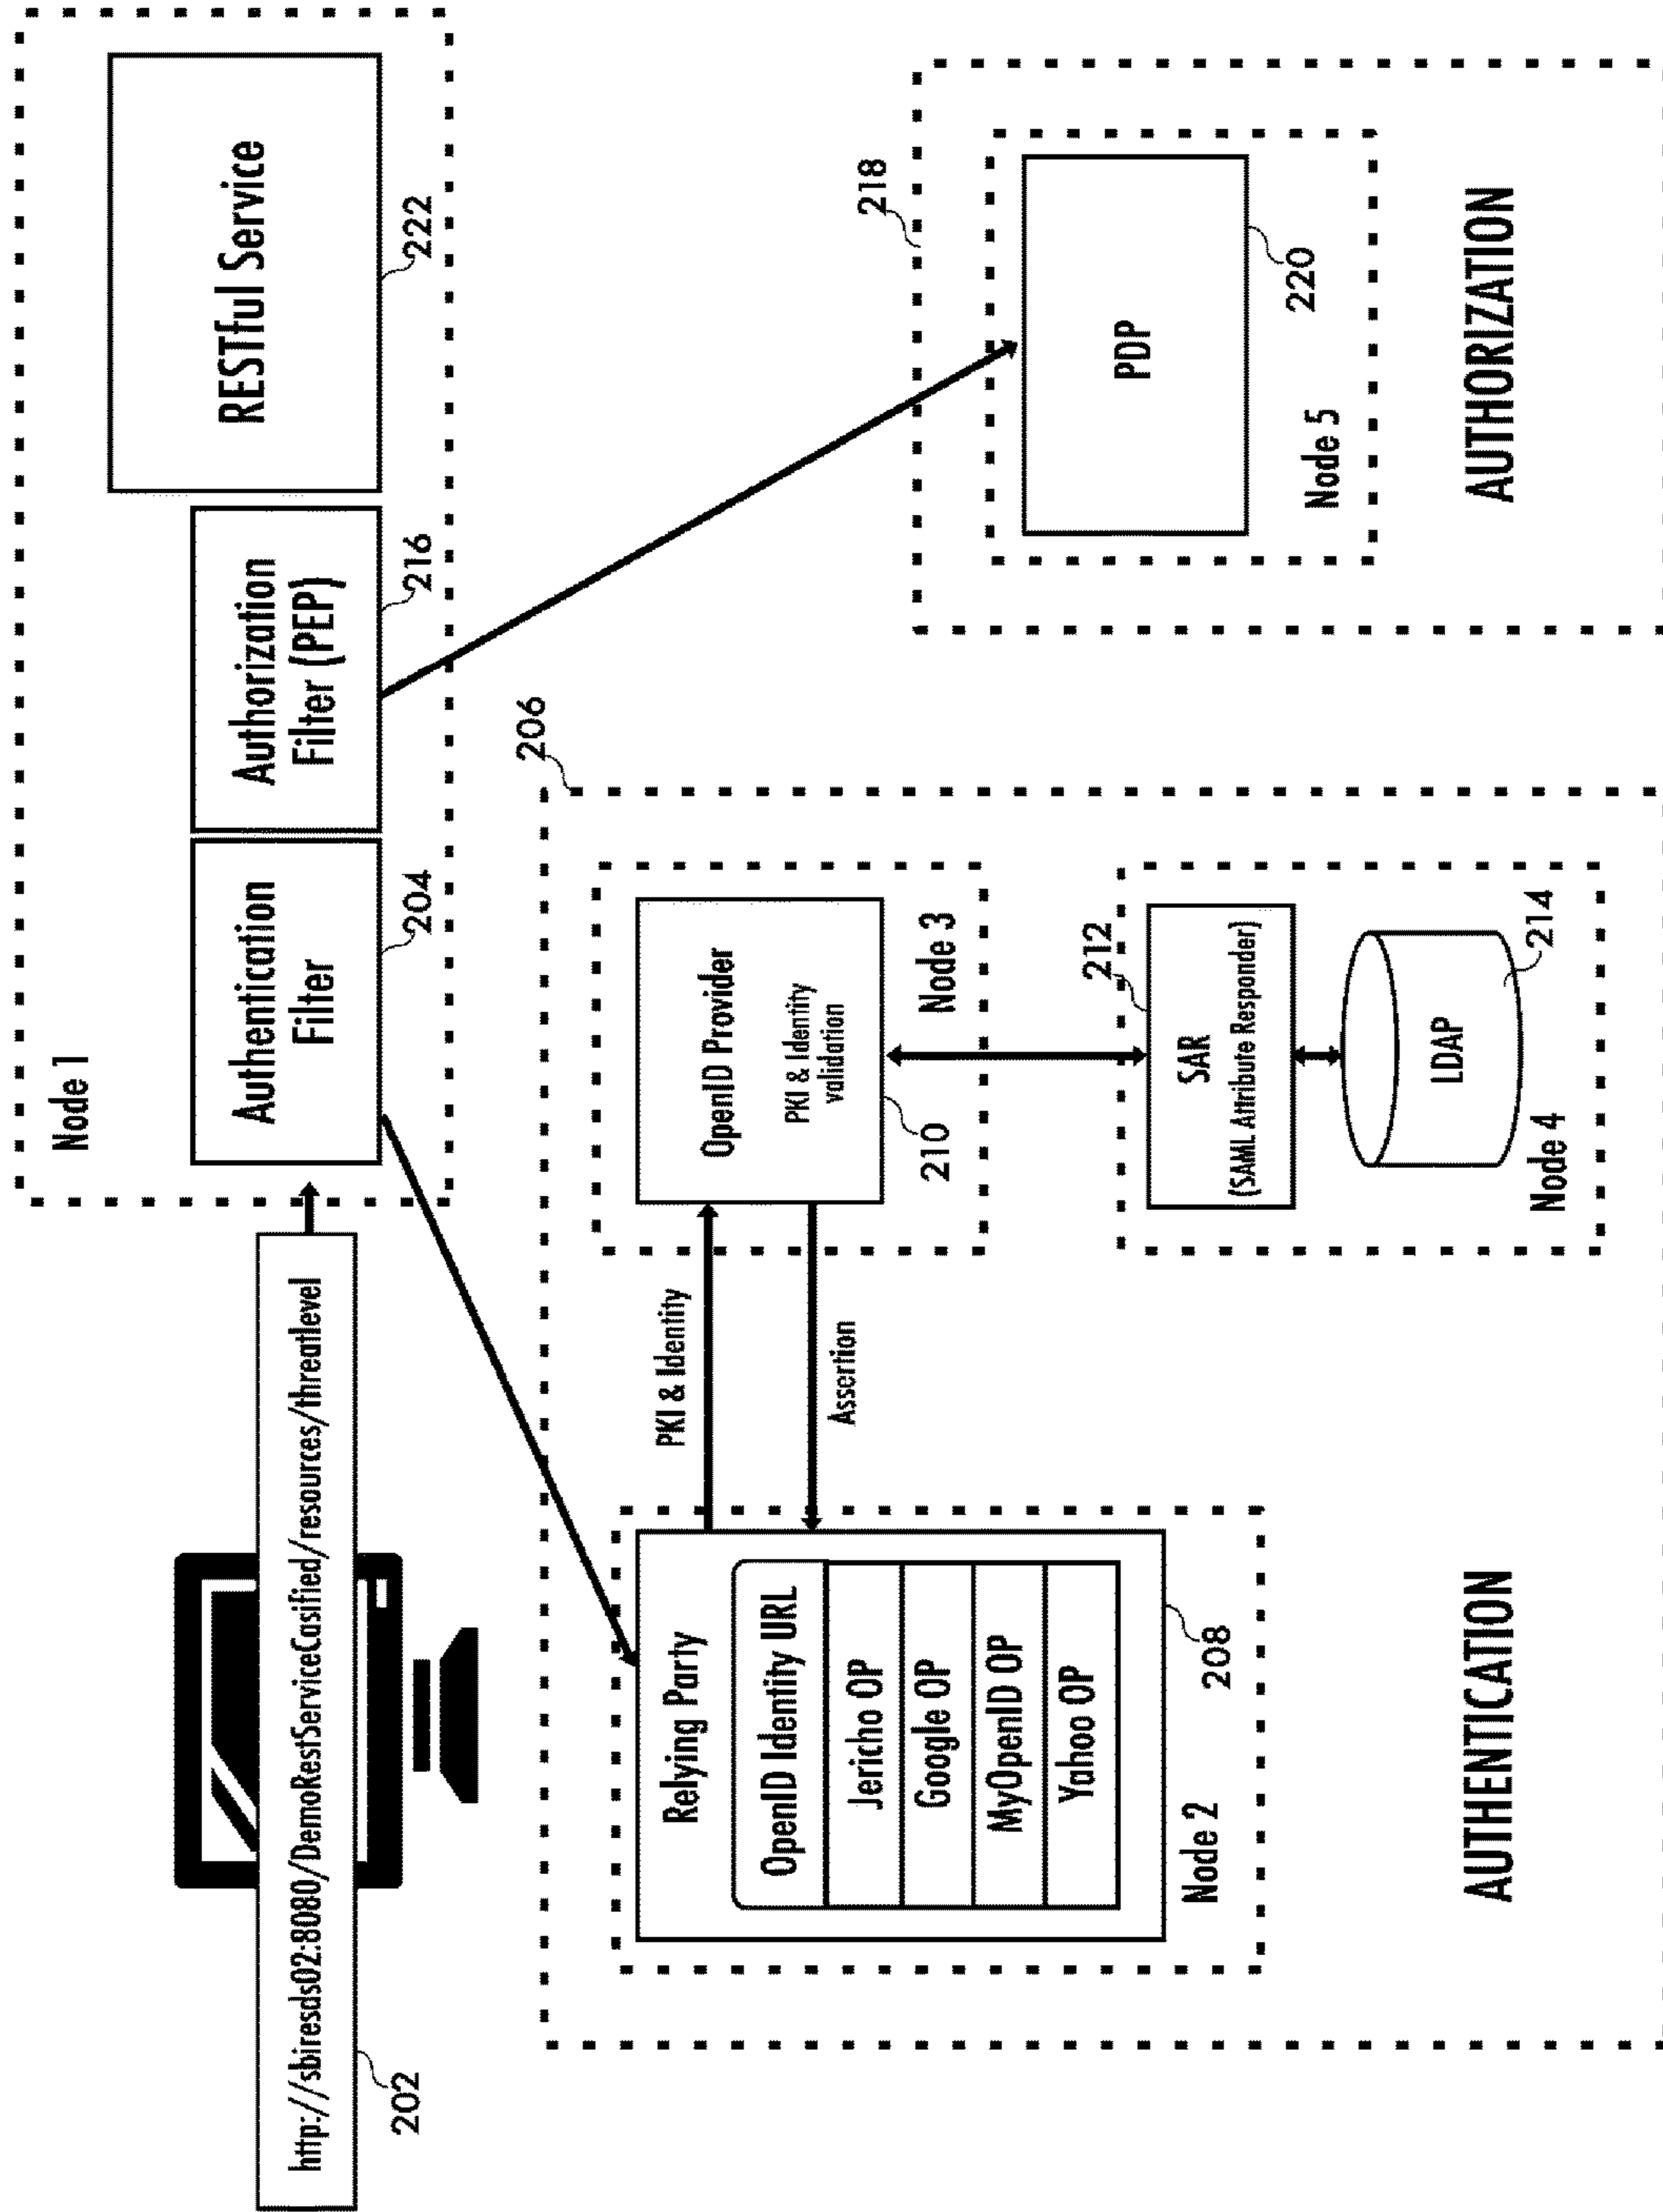 http://sbiresds02:8080/DemoRestServiceCasified/resources/threatlevel
202
Node 1
Authentication
Filter
204
Authorization
Filter (PEP)
216
RESTful Service
222
206
Relying Party
OpenID Identity URL
Jericho OP
Google OP
MyOpenID OP
Yahoo OP
208
Node 2
PKI & Identity
Assertion
OpenID Provider
PKI & Identity
validation
210
Node 3
212
SAR
(SAML Attribute Responder)
LDAP
214
Node 4
AUTHENTICATION
218
PDP
220
Node 5
AUTHORIZATION